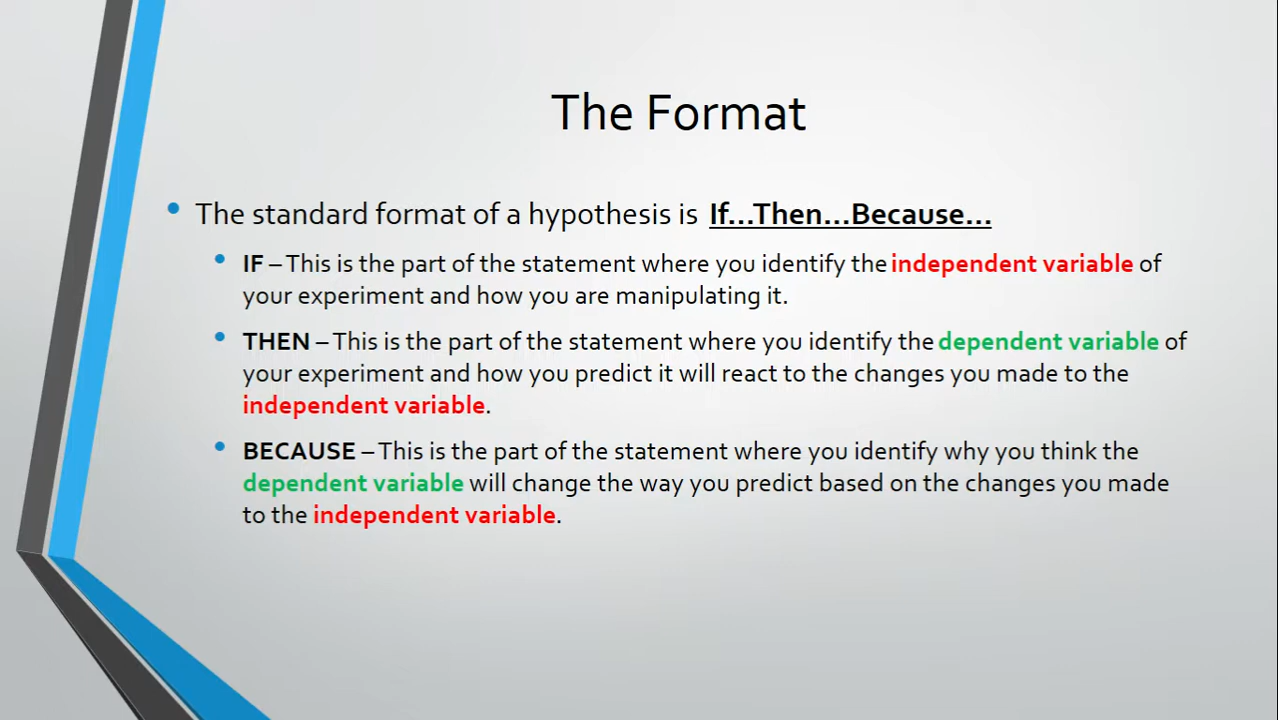 The Format
• The standard format of a hypothesis is If...Then...Because...
• IF – This is the part of the statement where you identify the independent variable of
your experiment and how you are manipulating it.
• THEN – This is the part of the statement where you identify the dependent variable of
your experiment and how you predict it will react to the changes you made to the
independent variable.
• BECAUSE – This is the part of the statement where you identify why you think the
dependent variable will change the way you predict based on the changes you made
to the independent variable.